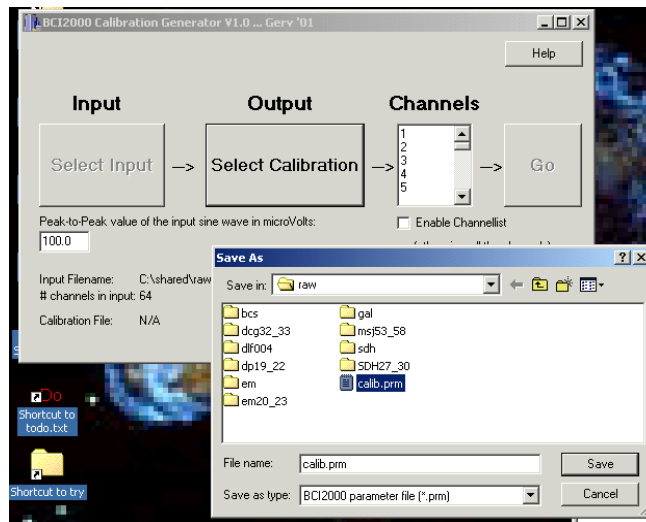 BCI2000 Calibration Generator V1.0 ... Gerv '01
Help
Input Output Channels
Select Input --> Select Calibration --> 1 2 3 4 5 --> Go
Peak-to-Peak value of the input sine wave in microVolts:
100.0
Enable Channellist
Input Filename: C:\shared\raw
# channels in input: 64
Calibration File: N/A
Save As
Save in: raw
bcs gal
dcg32_33 msj53_58
dlf004 sdh
dp19_22 SDH27_30
em calib.prm
em20_23
File name: calib.prm Save
Save as type: BCI2000 parameter file (*.prm) Cancel
Do
Shortcut to
todo.txt
Shortcut to try